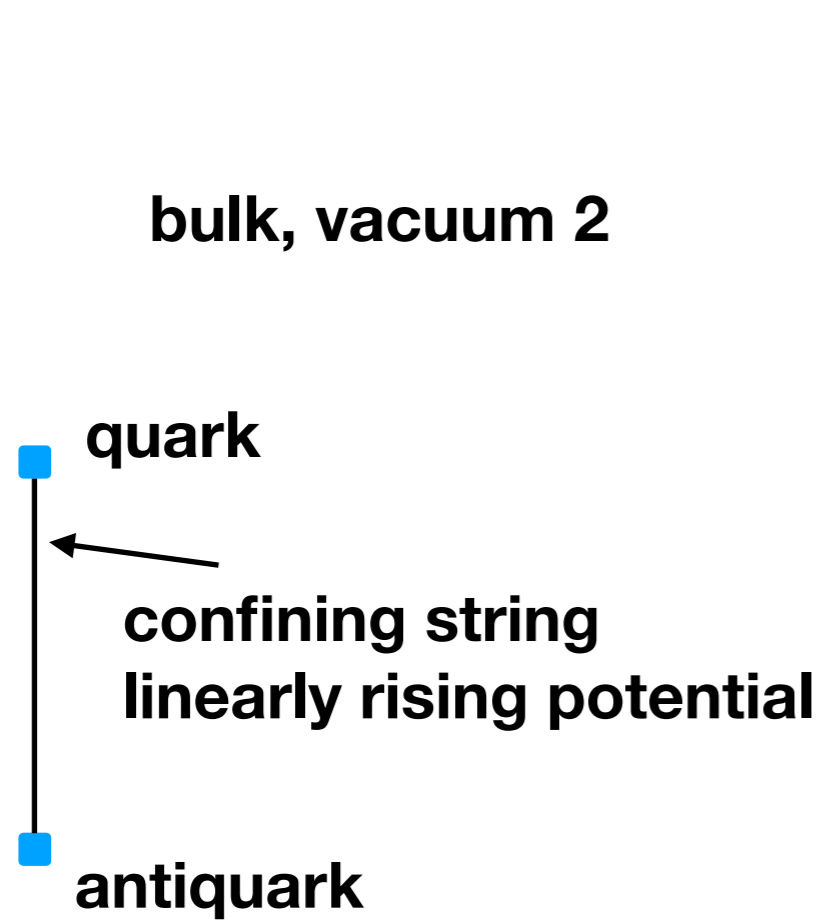 bulk, vacuum 2
quark
confining string
linearly rising potential
antiquark